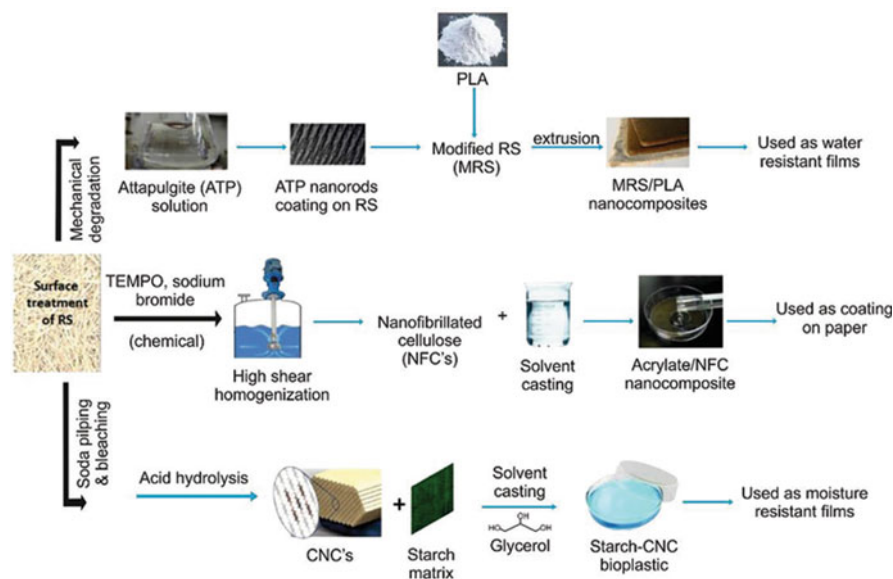 PLA
Mechanical
degradation
Attapulgite (ATP)
solution
ATP nanorods
coating on RS
Modified RS
(MRS)
extrusion
MRS/PLA
nanocomposites
Used as water
resistant films
Surface
treatment
of RS
TEMPO, sodium
bromide
(chemical)
High shear
homogenization
Nanofibrillated
cellulose
(NFC's)
+
Solvent
casting
Acrylate/NFC
nanocomposite
Used as coating
on paper
Soda pilping
& bleaching
Acid hydrolysis
CNC's
+
Starch
matrix
Solvent
casting
OH
HO
OH
Glycerol
Starch-CNC
bioplastic
Used as moisture
resistant films